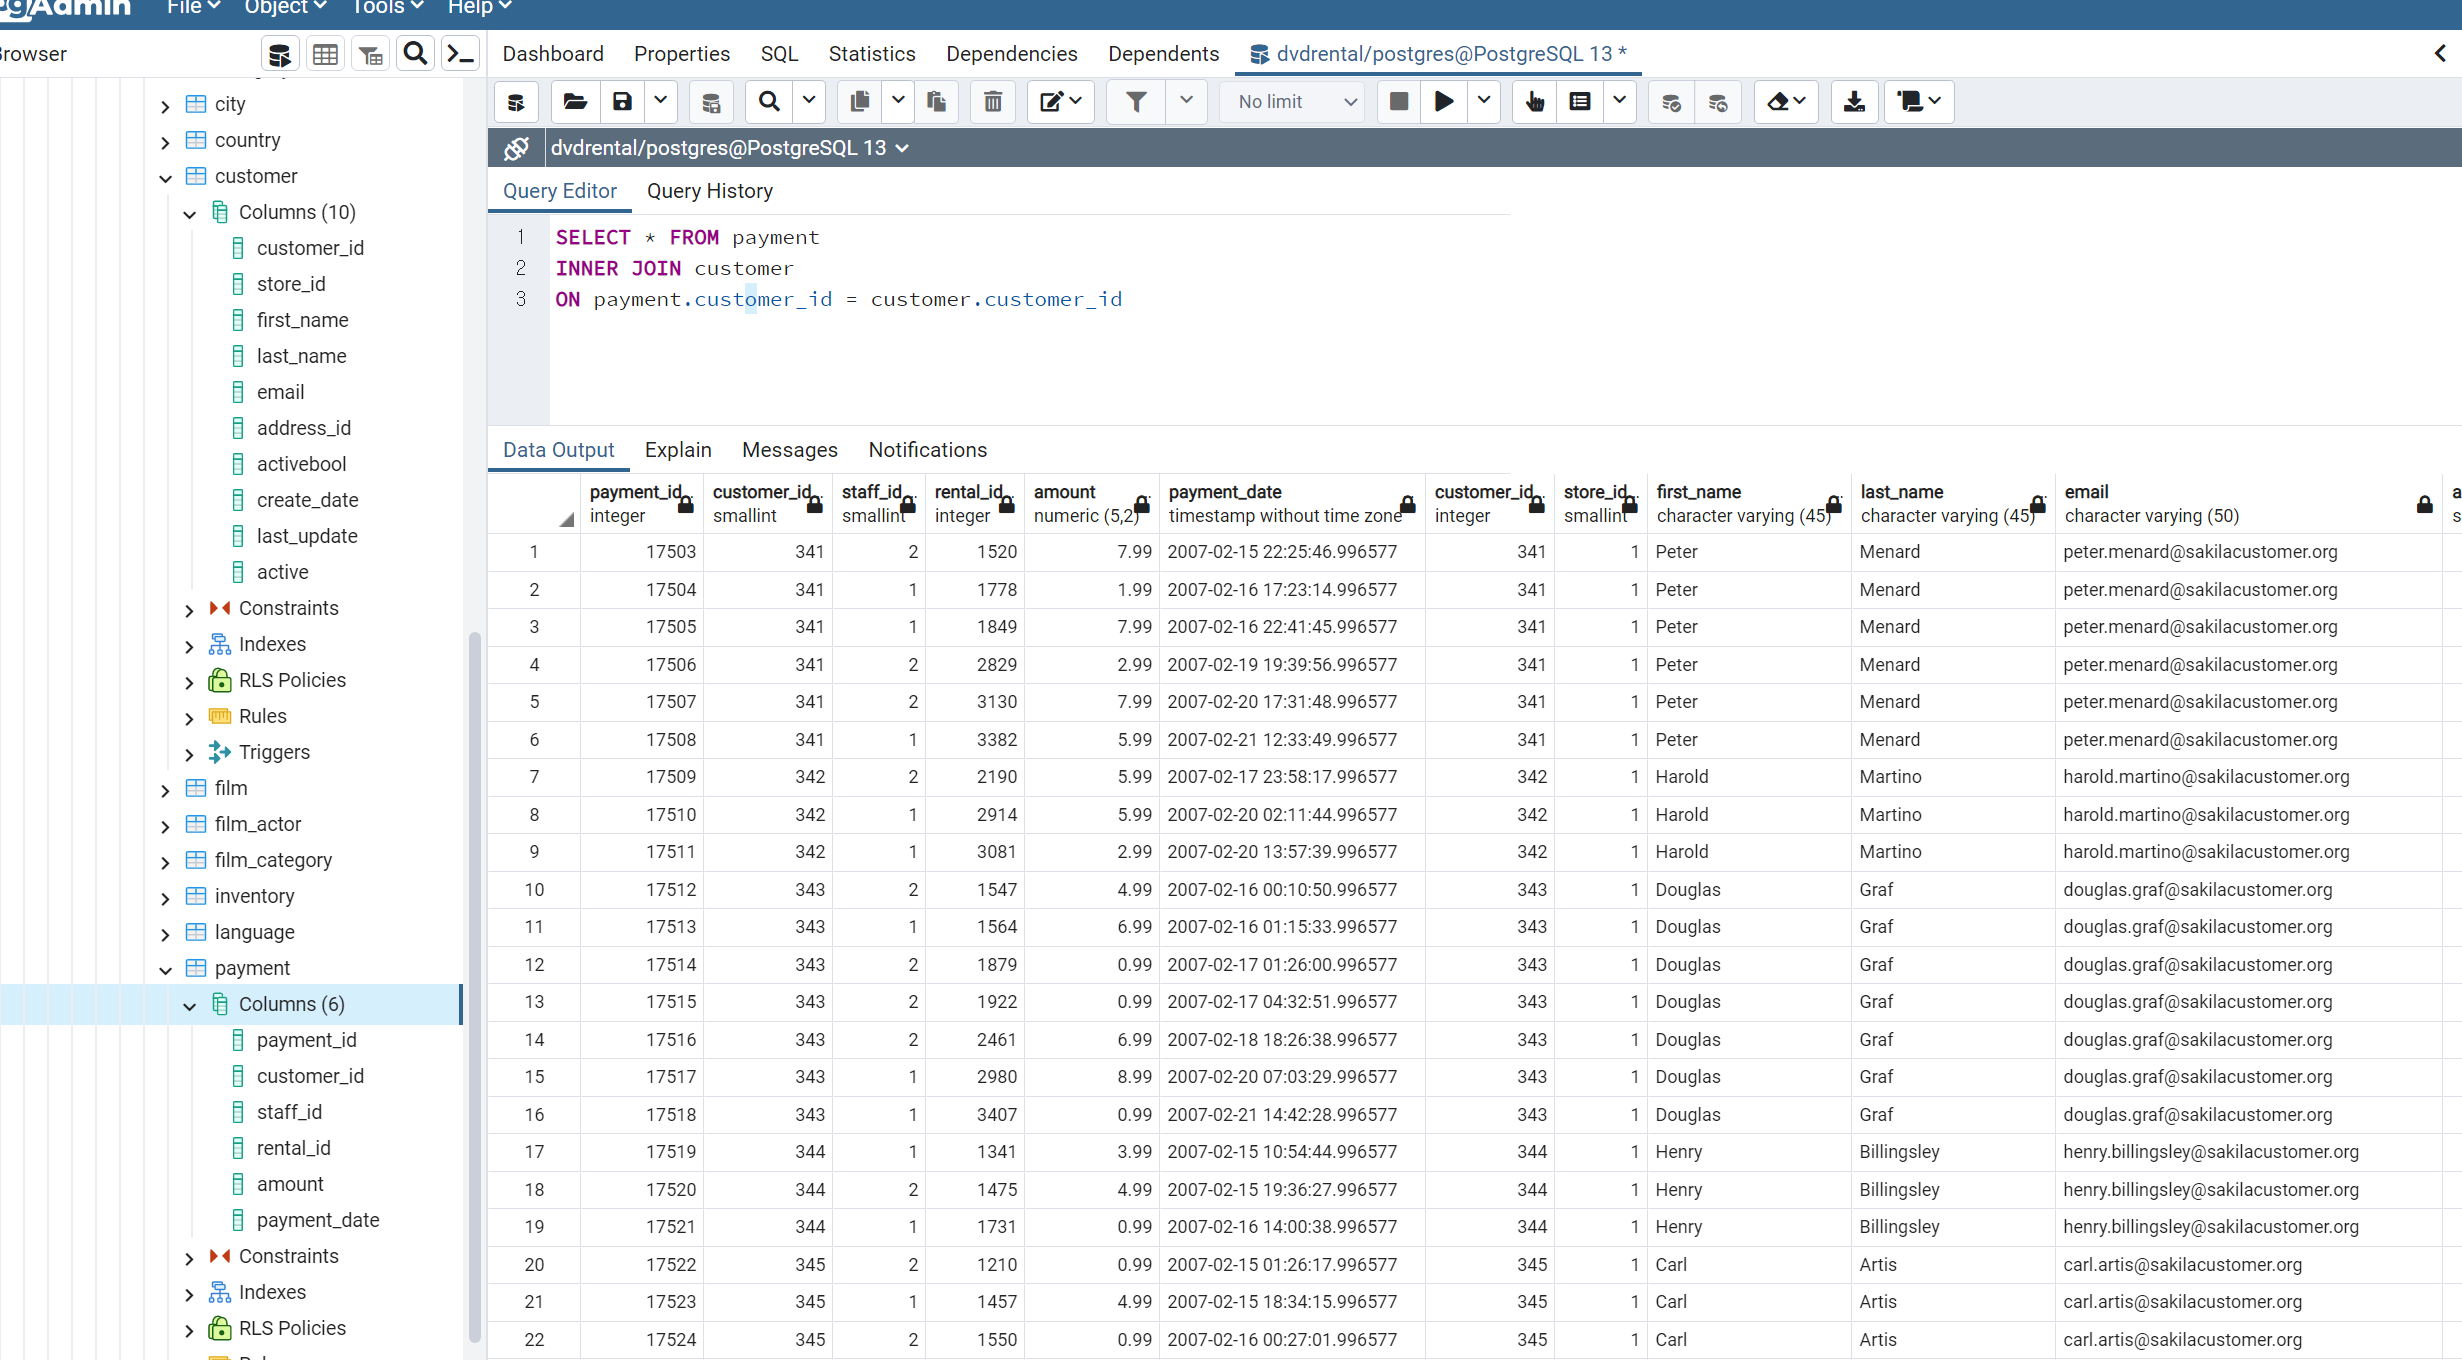 pgAdmin File Object Tools Help
Browser
city
country
customer
Columns (10)
customer_id
store_id
first_name
last_name
email
address_id
activebool
create_date
last_update
active
Constraints
Indexes
RLS Policies
Rules
Triggers
film
film_actor
film_category
inventory
language
payment
Columns (6)
payment_id
customer_id
staff_id
rental_id
amount
payment_date
Constraints
Indexes
RLS Policies
Dashboard Properties SQL Statistics Dependencies Dependents dvdrental/postgres@PostgreSQL 13 *
No limit
dvdrental/postgres@PostgreSQL 13
Query Editor Query History
1 SELECT * FROM payment
2 INNER JOIN customer
3 ON payment.customer_id = customer.customer_id
Data Output Explain Messages Notifications
payment_id customer_id staff_id rental_id amount payment_date customer_id store_id first_name last_name email a
integer smallint smallint integer numeric (5,2) timestamp without time zone integer smallint character varying (45) character varying (45) character varying (50) s
1 17503 341 2 1520 7.99 2007-02-15 22:25:46.996577 341 1 Peter Menard peter.menard@sakilacustomer.org
2 17504 341 1 1778 1.99 2007-02-16 17:23:14.996577 341 1 Peter Menard peter.menard@sakilacustomer.org
3 17505 341 1 1849 7.99 2007-02-16 22:41:45.996577 341 1 Peter Menard peter.menard@sakilacustomer.org
4 17506 341 2 2829 2.99 2007-02-19 19:39:56.996577 341 1 Peter Menard peter.menard@sakilacustomer.org
5 17507 341 2 3130 7.99 2007-02-20 17:31:48.996577 341 1 Peter Menard peter.menard@sakilacustomer.org
6 17508 341 1 3382 5.99 2007-02-21 12:33:49.996577 341 1 Peter Menard peter.menard@sakilacustomer.org
7 17509 342 2 2190 5.99 2007-02-17 23:58:17.996577 342 1 Harold Martino harold.martino@sakilacustomer.org
8 17510 342 1 2914 5.99 2007-02-20 02:11:44.996577 342 1 Harold Martino harold.martino@sakilacustomer.org
9 17511 342 1 3081 2.99 2007-02-20 13:57:39.996577 342 1 Harold Martino harold.martino@sakilacustomer.org
10 17512 343 2 1547 4.99 2007-02-16 00:10:50.996577 343 1 Douglas Graf douglas.graf@sakilacustomer.org
11 17513 343 1 1564 6.99 2007-02-16 01:15:33.996577 343 1 Douglas Graf douglas.graf@sakilacustomer.org
12 17514 343 2 1879 0.99 2007-02-17 01:26:00.996577 343 1 Douglas Graf douglas.graf@sakilacustomer.org
13 17515 343 2 1922 0.99 2007-02-17 04:32:51.996577 343 1 Douglas Graf douglas.graf@sakilacustomer.org
14 17516 343 2 2461 6.99 2007-02-18 18:26:38.996577 343 1 Douglas Graf douglas.graf@sakilacustomer.org
15 17517 343 1 2980 8.99 2007-02-20 07:03:29.996577 343 1 Douglas Graf douglas.graf@sakilacustomer.org
16 17518 343 1 3407 0.99 2007-02-21 14:42:28.996577 343 1 Douglas Graf douglas.graf@sakilacustomer.org
17 17519 344 1 1341 3.99 2007-02-15 10:54:44.996577 344 1 Henry Billingsley henry.billingsley@sakilacustomer.org
18 17520 344 2 1475 4.99 2007-02-15 19:36:27.996577 344 1 Henry Billingsley henry.billingsley@sakilacustomer.org
19 17521 344 1 1731 0.99 2007-02-16 14:00:38.996577 344 1 Henry Billingsley henry.billingsley@sakilacustomer.org
20 17522 345 2 1210 0.99 2007-02-15 01:26:17.996577 345 1 Carl Artis carl.artis@sakilacustomer.org
21 17523 345 1 1457 4.99 2007-02-15 18:34:15.996577 345 1 Carl Artis carl.artis@sakilacustomer.org
22 17524 345 2 1550 0.99 2007-02-16 00:27:01.996577 345 1 Carl Artis carl.artis@sakilacustomer.org